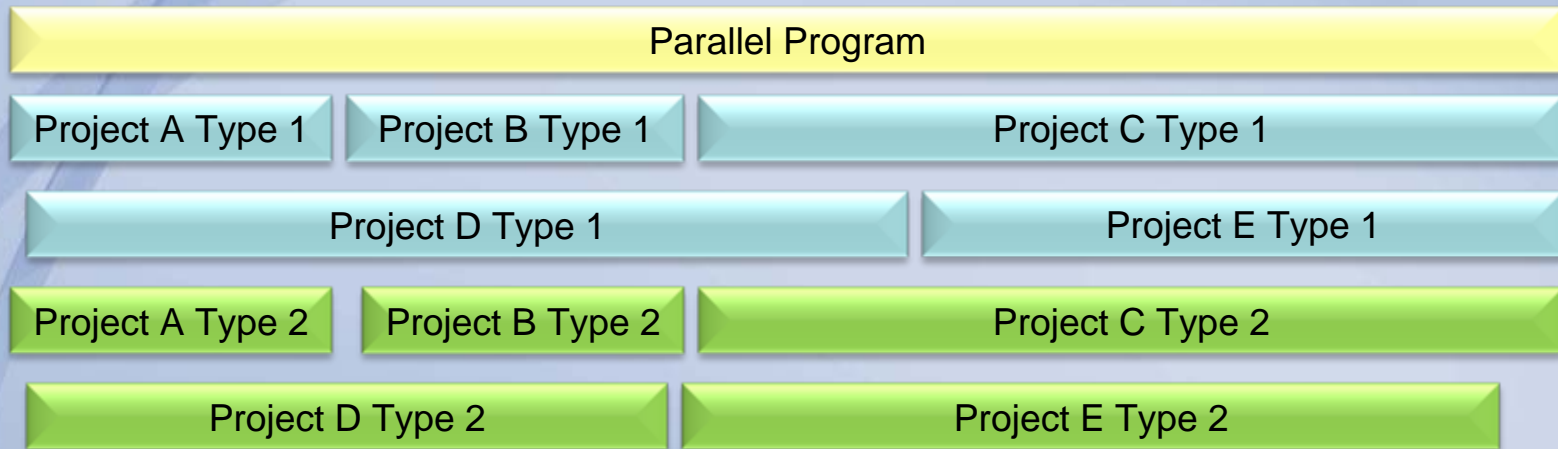 Parallel Program
Project A Type 1
Project B Type 1
Project C Type 1
Project D Type 1
Project E Type 1
Project A Type 2
Project B Type 2
Project C Type 2
Project D Type 2
Project E Type 2